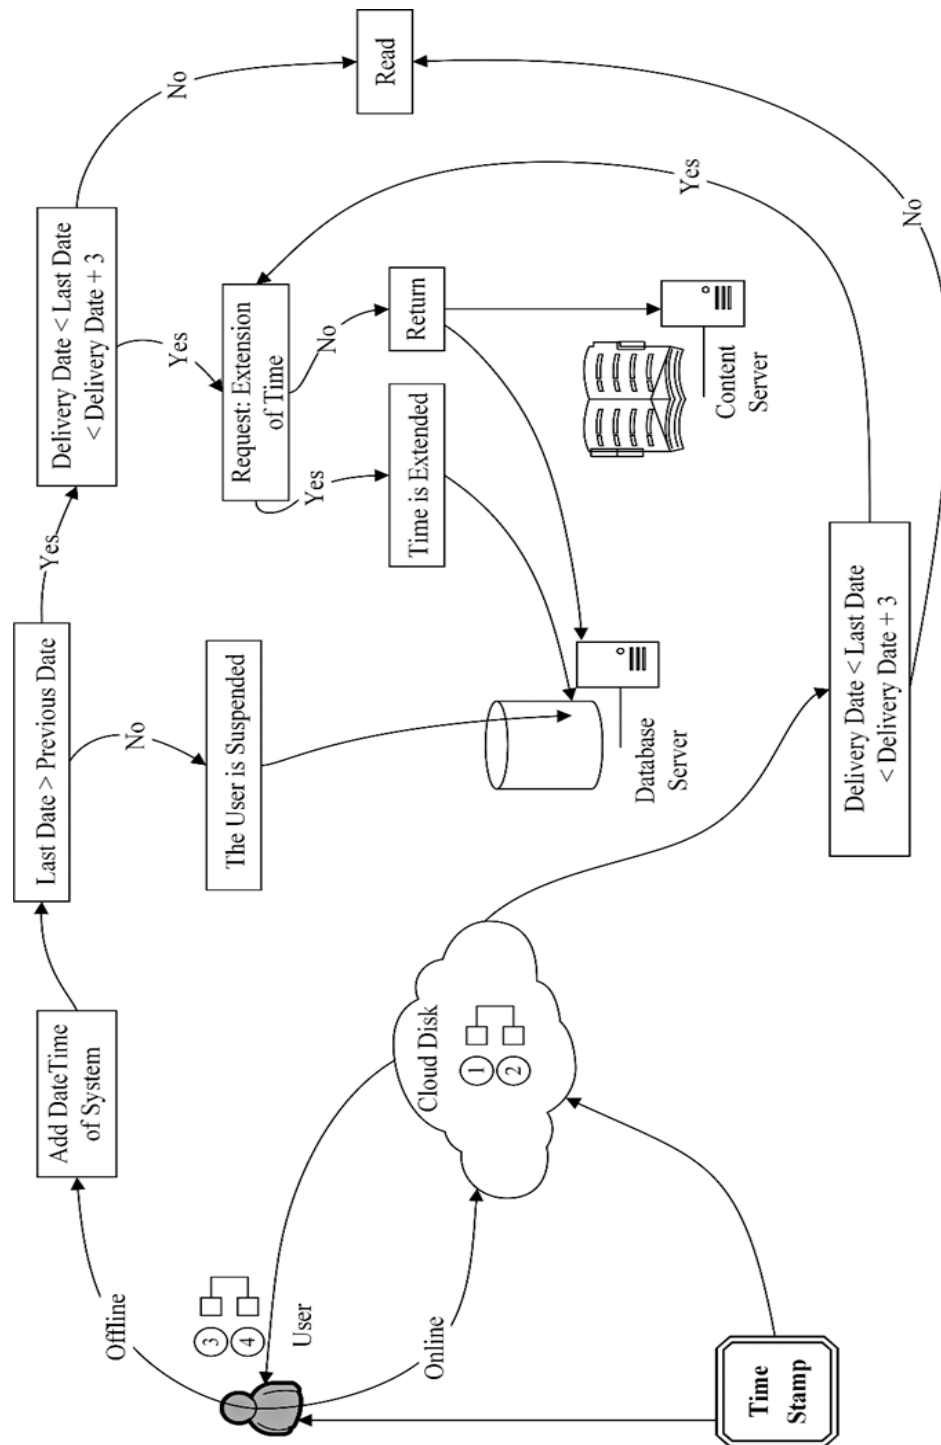 Offline
Add DateTime
of System
Last Date > Previous Date
Yes
Delivery Date < Last Date
< Delivery Date + 3
No
Read
No
The User is Suspended
Yes
Request: Extension
of Time
Yes
Time is Extended
No
Return
3
4
User
Online
Cloud Disk
1
2
Database
Server
Content
Server
Yes
Time
Stamp
Delivery Date < Last Date
< Delivery Date + 3
No